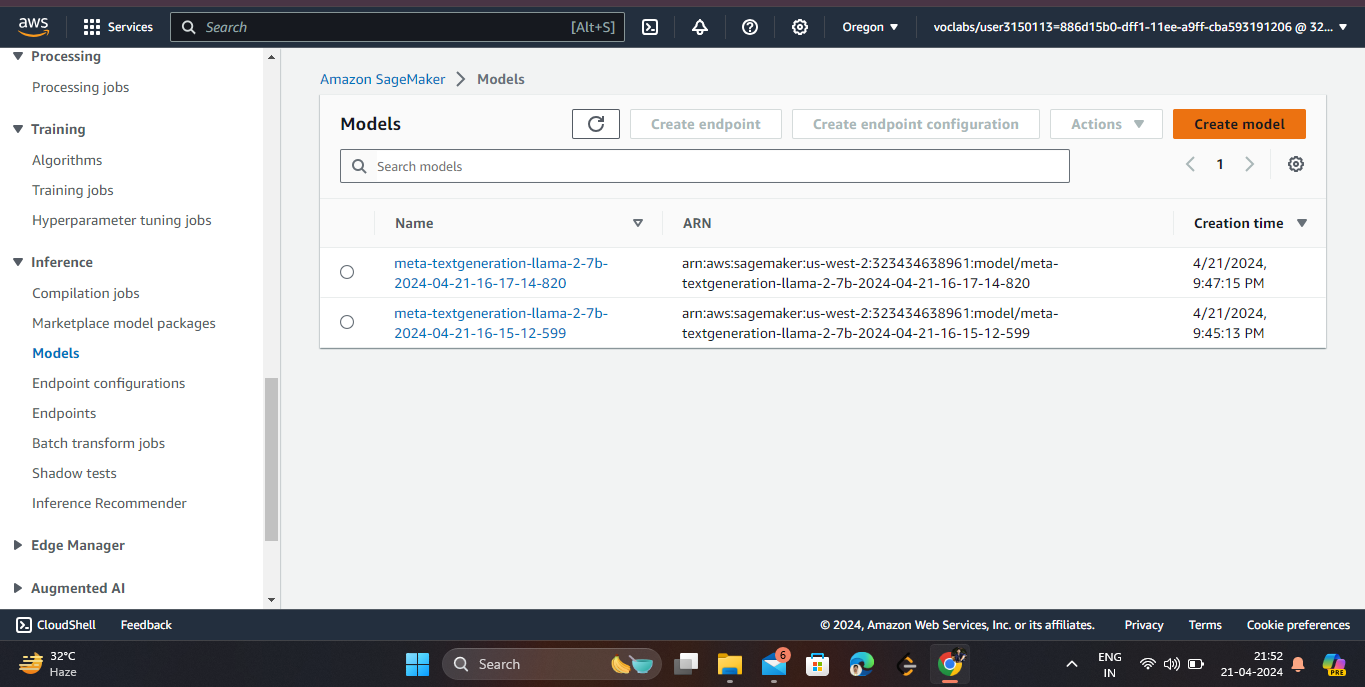 aws
Services
Search [Alt+S]
Oregon
voclabs/user3150113=886d15b0-dff1-11ee-a9ff-cba593191206 @ 32...
Processing
Processing jobs
Training
Algorithms
Training jobs
Hyperparameter tuning jobs
Inference
Compilation jobs
Marketplace model packages
Models
Endpoint configurations
Endpoints
Batch transform jobs
Shadow tests
Inference Recommender
Edge Manager
Augmented AI
Amazon SageMaker
Models
Models
Create endpoint
Create endpoint configuration
Actions
Create model
Search models
1
Name
ARN
Creation time
meta-textgeneration-llama-2-7b-
2024-04-21-16-17-14-820
arn:aws:sagemaker:us-west-2:323434638961:model/meta-
textgeneration-llama-2-7b-2024-04-21-16-17-14-820
4/21/2024,
9:47:15 PM
meta-textgeneration-llama-2-7b-
2024-04-21-16-15-12-599
arn:aws:sagemaker:us-west-2:323434638961:model/meta-
textgeneration-llama-2-7b-2024-04-21-16-15-12-599
4/21/2024,
9:45:13 PM
CloudShell
Feedback
© 2024, Amazon Web Services, Inc. or its affiliates.
Privacy
Terms
Cookie preferences
32°C
Haze
Search
6
ENG
IN
21:52
21-04-2024
PRE